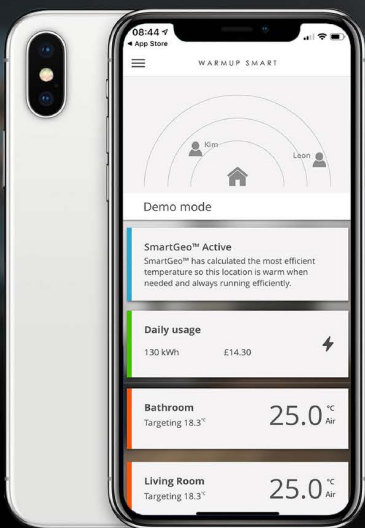 08:44
◀ App Store
WARMUP SMART
Kim
Leon
Demo mode
SmartGeo™ Active
SmartGeo™ has calculated the most efficient
temperature so this location is warm when
needed and always running efficiently.
Daily usage
130 kWh £14.30
Bathroom
Targeting 18.3°C
25.0 °C Air
Living Room
Targeting 18.3°C
25.0 °C Air